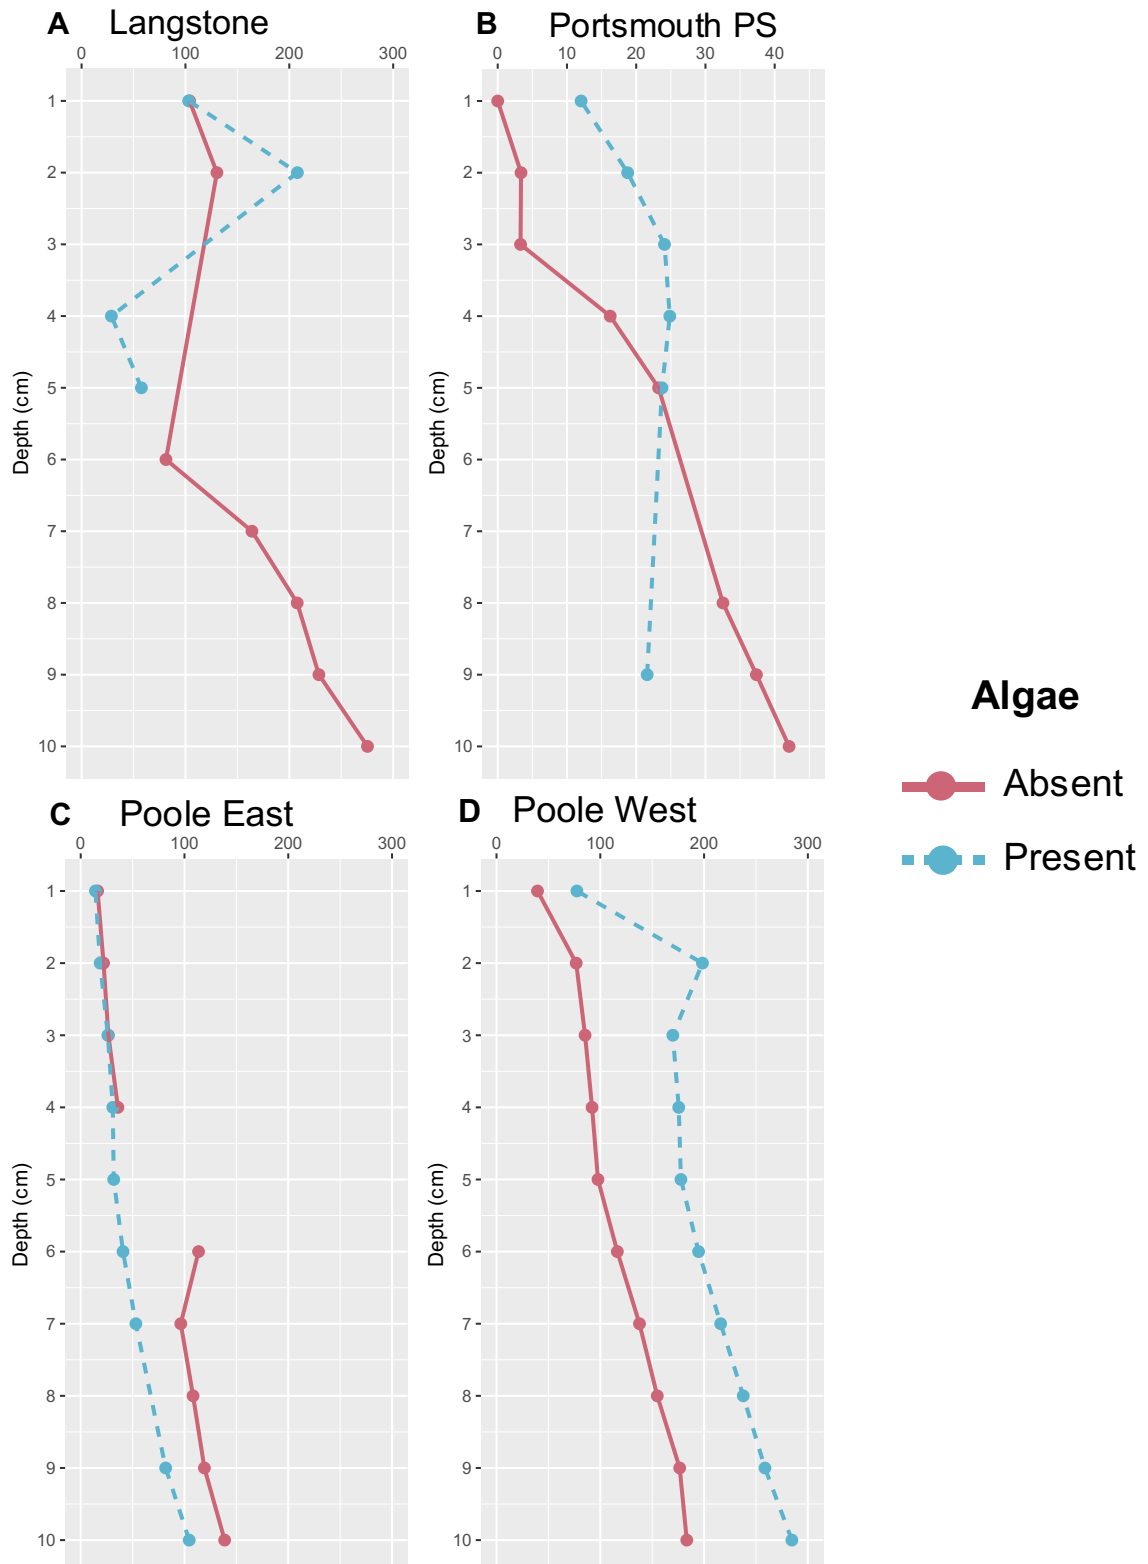 A Langstone
0 100 200 300
1
2
3
4
5
6
7
8
9
10
Depth (cm)
B Portsmouth PS
0 10 20 30 40
1
2
3
4
5
6
7
8
9
10
Depth (cm)
C Poole East
0 100 200 300
1
2
3
4
5
6
7
8
9
10
Depth (cm)
D Poole West
0 100 200 300
1
2
3
4
5
6
7
8
9
10
Depth (cm)
Algae
Absent
Present